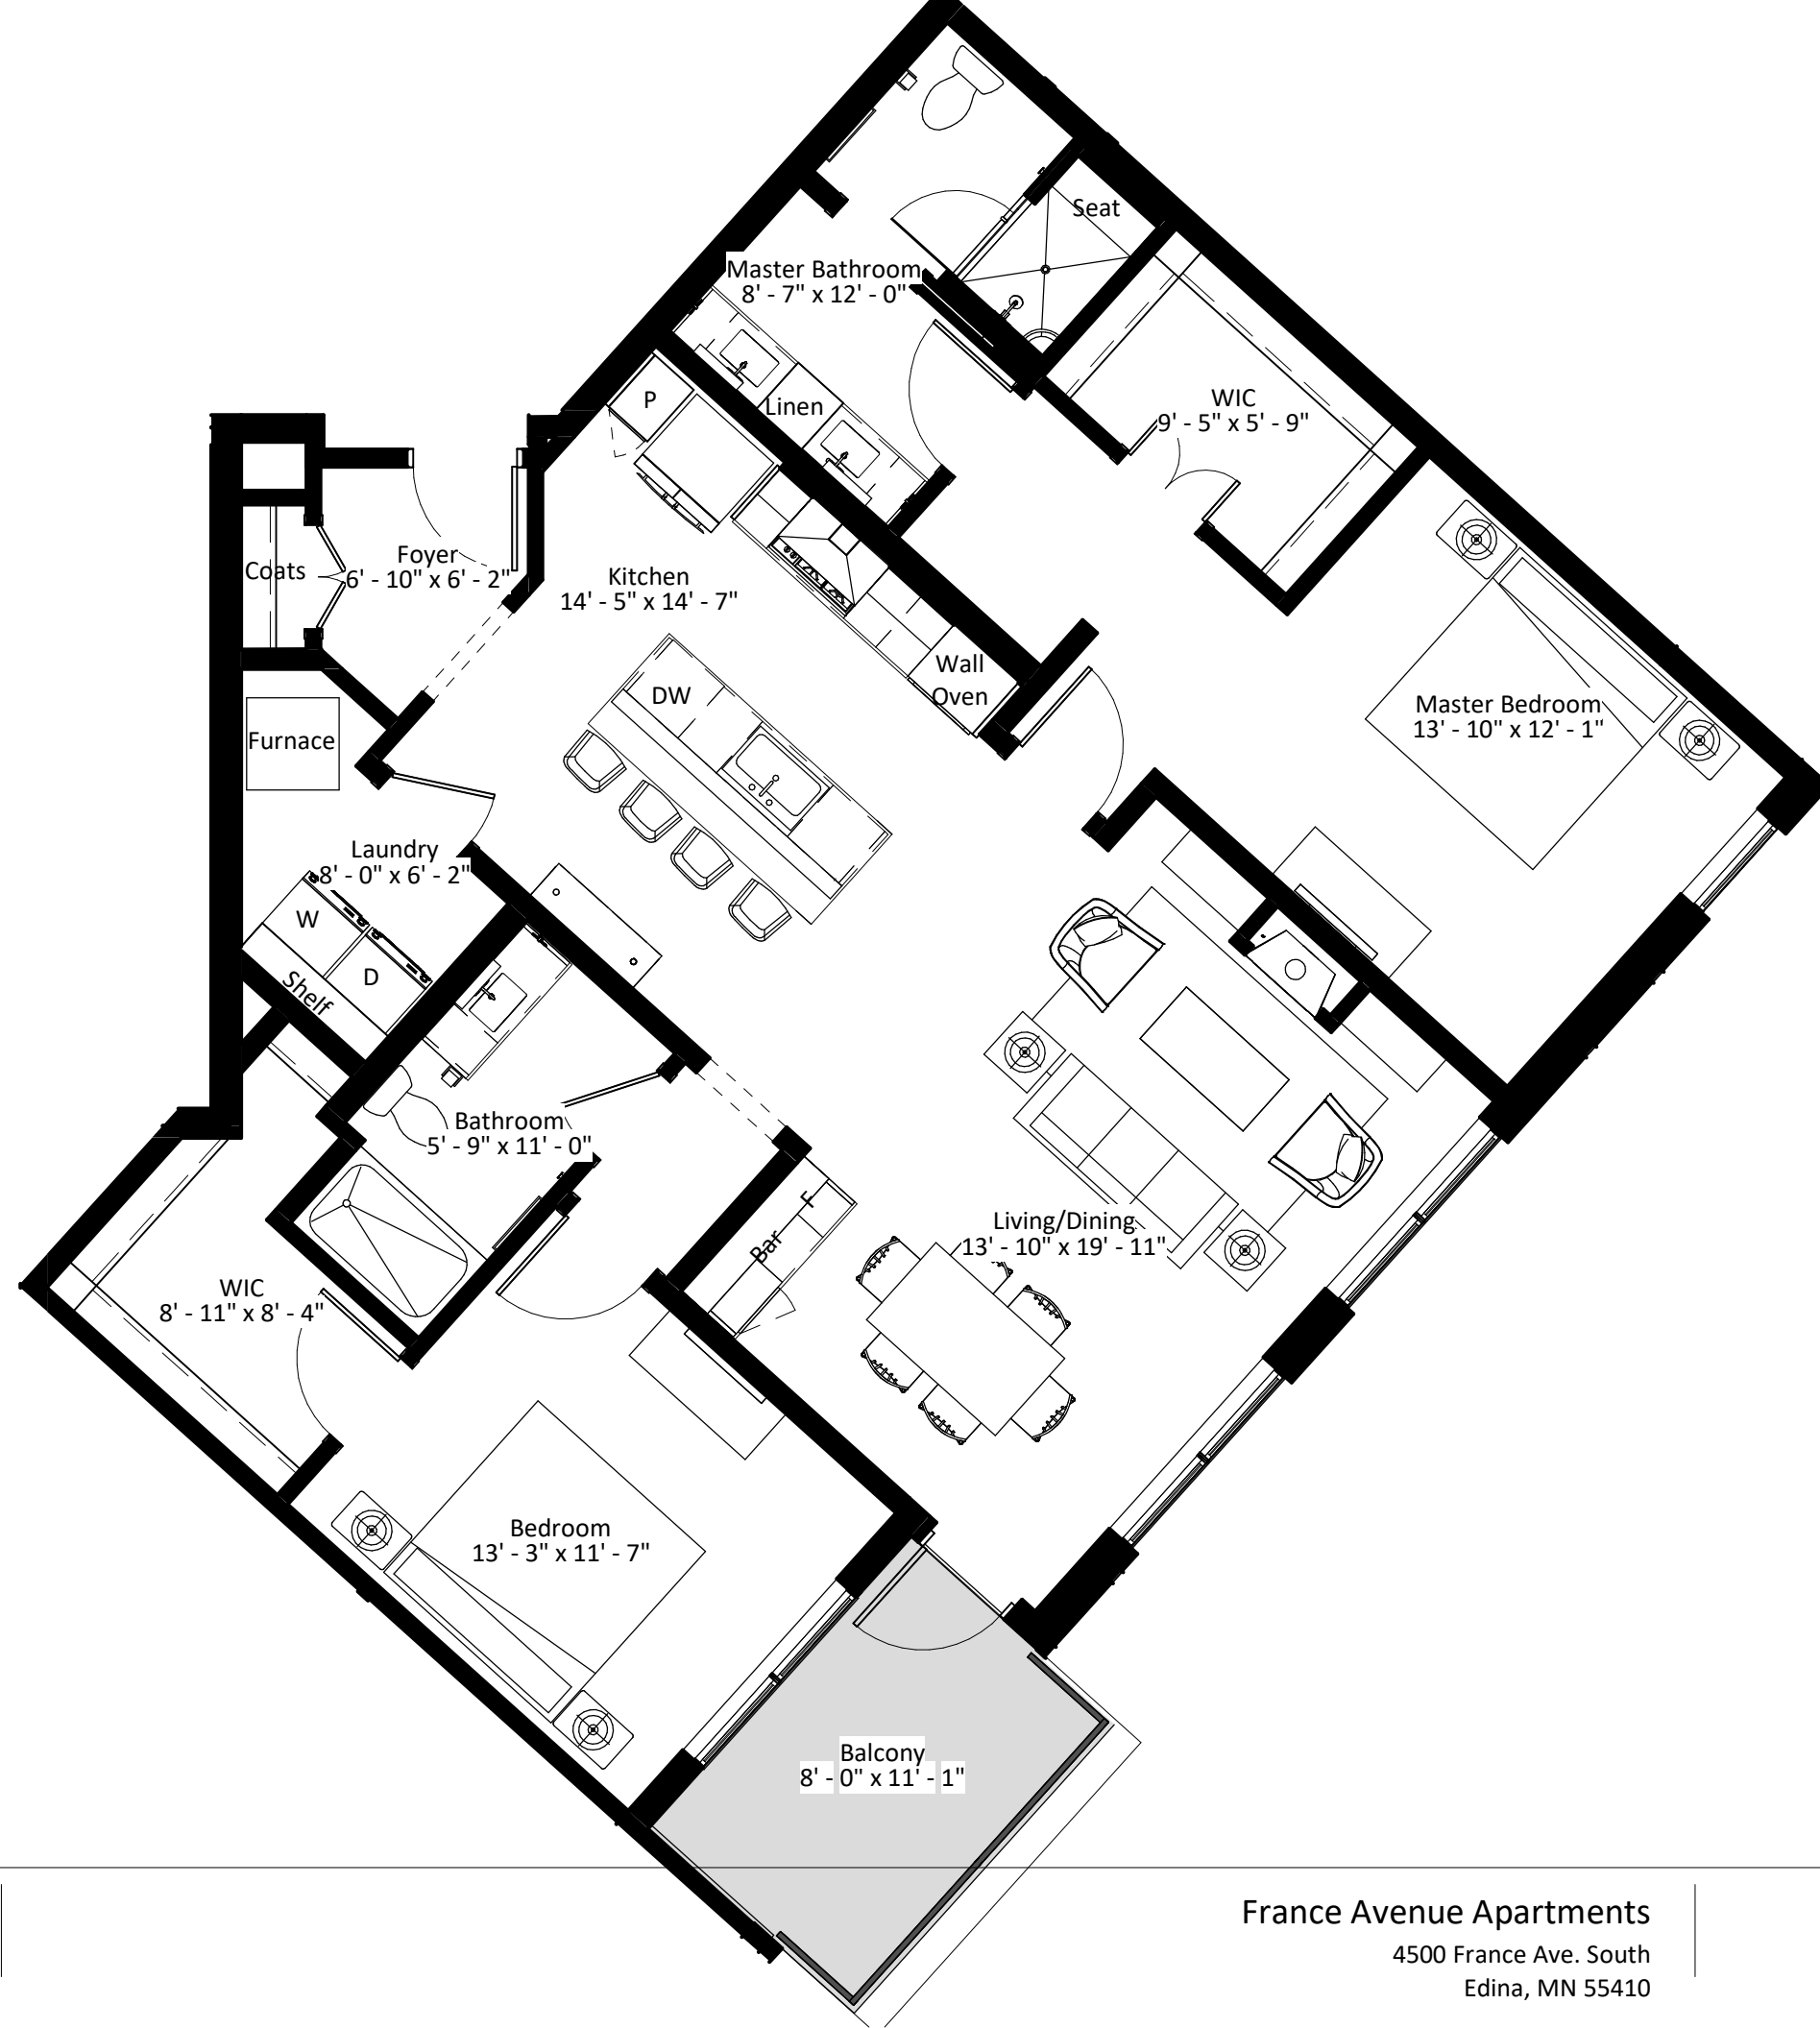 Seat
Master Bathroom
8' - 7" x 12' - 0"
P
Linen
WIC
9' - 5" x 5' - 9"
Coats
Foyer
6' - 10" x 6' - 2"
Kitchen
14' - 5" x 14' - 7"
Wall
Oven
DW
Master Bedroom
13' - 10" x 12' - 1"
Furnace
Laundry
8' - 0" x 6' - 2"
W
D
Shelf
Bathroom
5' - 9" x 11' - 0"
F
Bar
Living/Dining
13' - 10" x 19' - 11"
WIC
8' - 11" x 8' - 4"
Bedroom
13' - 3" x 11' - 7"
Balcony
8' - 0" x 11' - 1"
France Avenue Apartments
4500 France Ave. South
Edina, MN 55410